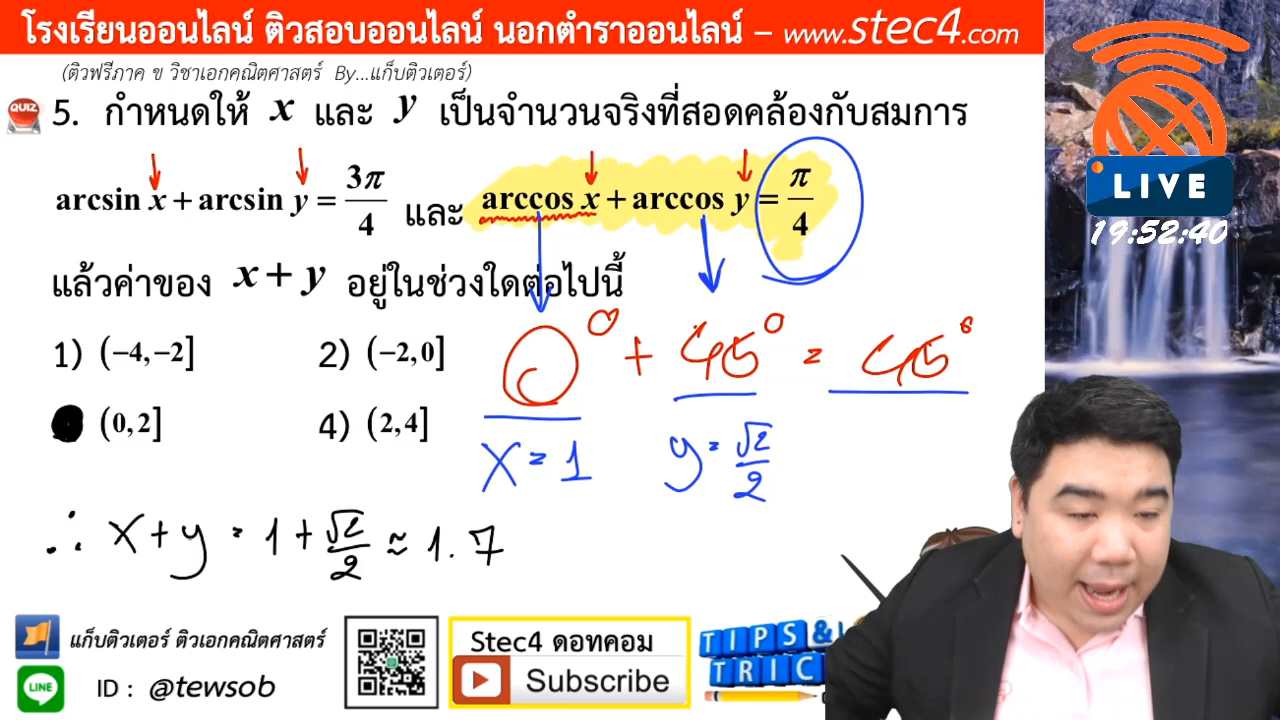 โรงเรียนออนไลน์ ติวสอบออนไลน์ นอกตำราออนไลน์ – www.stec4.com
(ติวฟรีภาค ข วิชาเอกคณิตศาสตร์ By...แก็บติวเตอร์)
QUIZ 5. กำหนดให้ x และ y เป็นจำนวนจริงที่สอดคล้องกับสมการ
arcsin x + arcsin y = 3π/4 และ arccos x + arccos y = π/4
LIVE
19:52:40
แล้วค่าของ x + y อยู่ในช่วงใดต่อไปนี้
0° + 45° = 45°
1) (−4, −2] 2) (−2, 0]
(0, 2] 4) (2, 4]
x = 1 y = √2/2
∴ x + y = 1 + √2/2 ≈ 1.7
แก็บติวเตอร์ ติวเอกคณิตศาสตร์
LINE ID : @tewsob
Stec4 ดอทคอม
Subscribe
TIPS &
TRIC